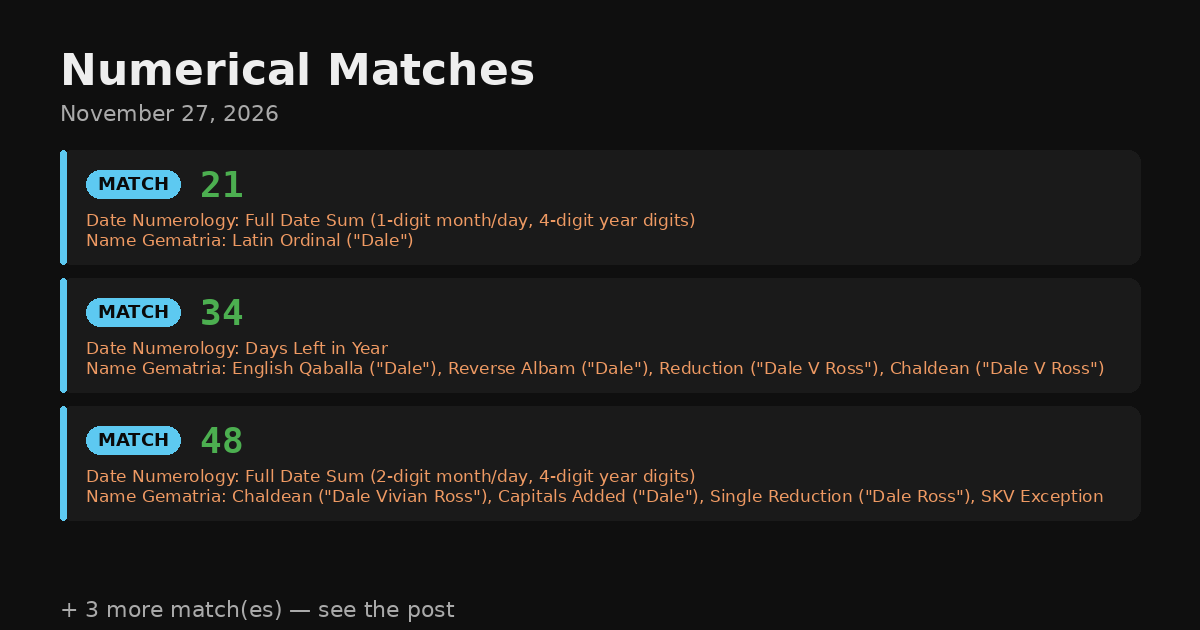 Numerical Matches
November 27, 2026
MATCH 21
Date Numerology: Full Date Sum (1-digit month/day, 4-digit year digits)
Name Gematria: Latin Ordinal ("Dale")
MATCH 34
Date Numerology: Days Left in Year
Name Gematria: English Qaballa ("Dale"), Reverse Albam ("Dale"), Reduction ("Dale V Ross"), Chaldean ("Dale V Ross")
MATCH 48
Date Numerology: Full Date Sum (2-digit month/day, 4-digit year digits)
Name Gematria: Chaldean ("Dale Vivian Ross"), Capitals Added ("Dale"), Single Reduction ("Dale Ross"), SKV Exception
+ 3 more match(es) — see the post